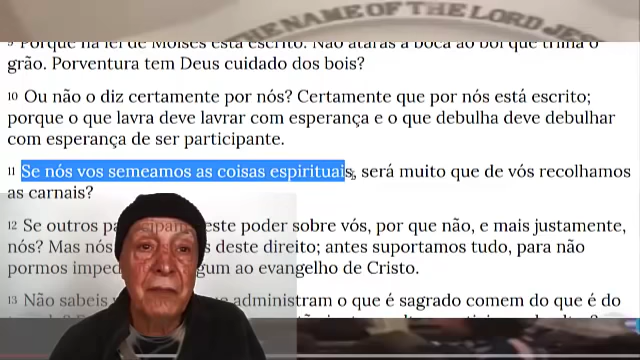 THE NAME OF THE LORD JES
9 Porque na lei de Moisés está escrito: Não atarás a boca ao boi que trilha o
grão. Porventura tem Deus cuidado dos bois?
10 Ou não o diz certamente por nós? Certamente que por nós está escrito;
porque o que lavra deve lavrar com esperança e o que debulha deve debulhar
com esperança de ser participante.
11 Se nós vos semeamos as coisas espirituais, será muito que de vós recolhamos
as carnais?
12 Se outros este poder sobre vós, por que não, e mais justamente,
nós? Mas nós s deste direito; antes suportamos tudo, para não
pormos imped gum ao evangelho de Cristo.
13 Não sabeis administram o que é sagrado comem do que é do